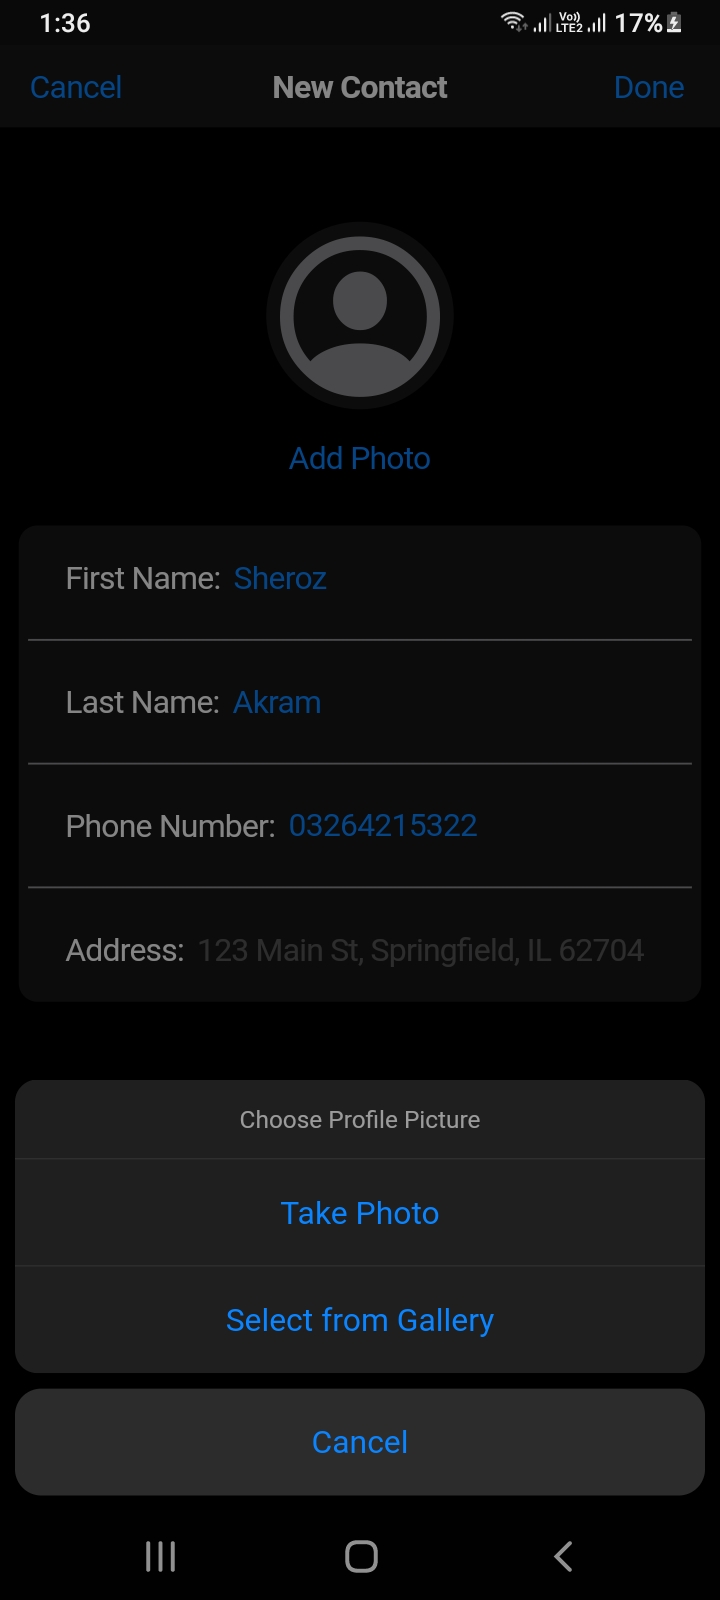 1:36 Vo)) LTE2 17%
Cancel New Contact Done
Add Photo
First Name: Sheroz
Last Name: Akram
Phone Number: 03264215322
Address: 123 Main St, Springfield, IL 62704
Choose Profile Picture
Take Photo
Select from Gallery
Cancel